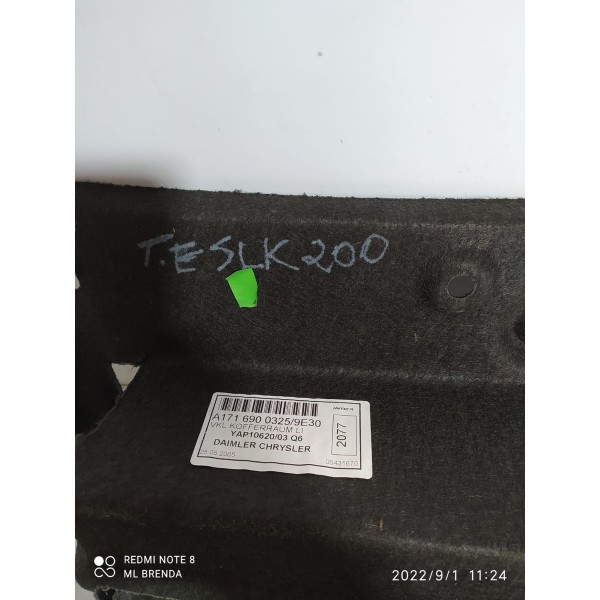 T.E SLK 200
A171 690 0325/9E30
VKL KOFFERRAUM LI
YAP10620/03 Q6
DAIMLER CHRYSLER
2077
00431670
REDMI NOTE 8
ML BRENDA
2022/9/1 11:24